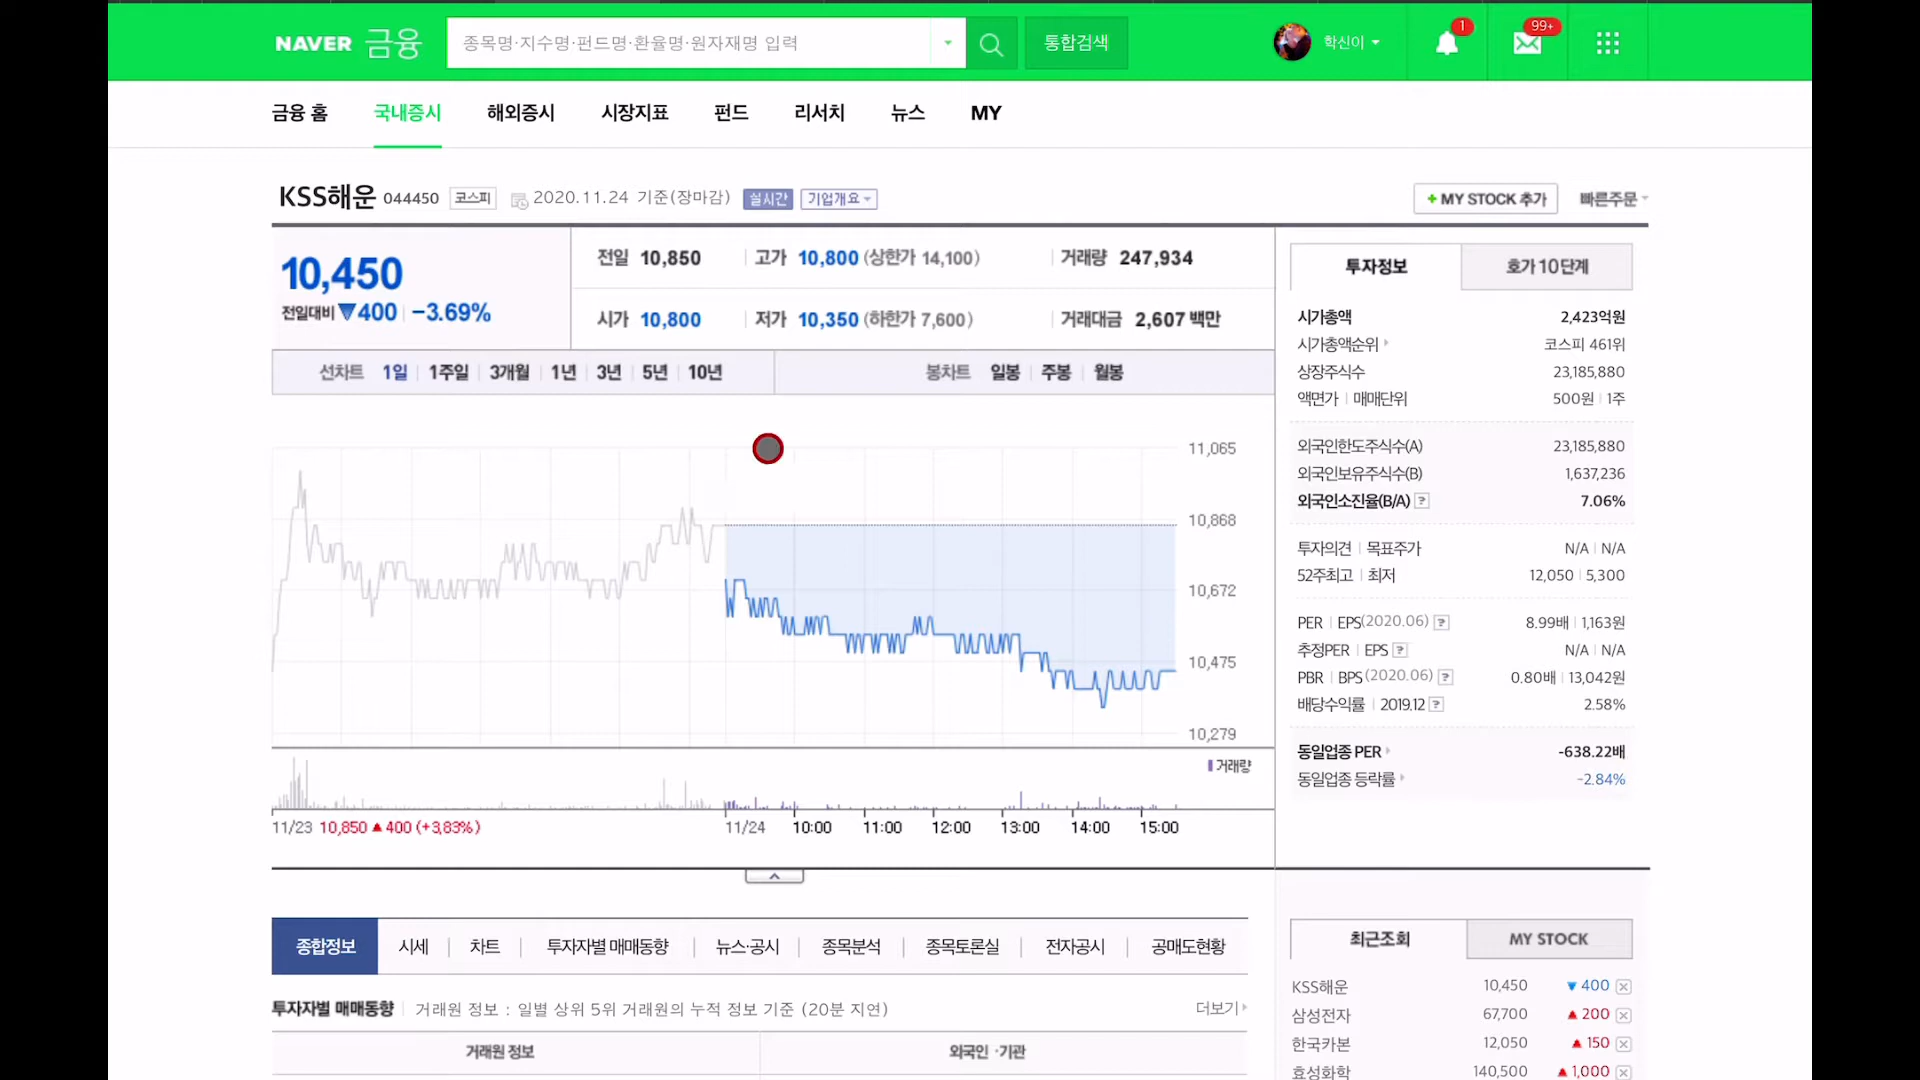 NAVER 금융 종목명·지수명·펀드명·환율명·원자재명 입력 통합검색 학신이 1 99+
금융 홈 국내증시 해외증시 시장지표 펀드 리서치 뉴스 MY
KSS해운 044450 코스피 2020.11.24 기준(장마감) 실시간 기업개요 + MY STOCK 추가 빠른주문
10,450
전일대비 ▼400 -3.69%
전일 10,850 고가 10,800 (상한가 14,100) 거래량 247,934
시가 10,800 저가 10,350 (하한가 7,600) 거래대금 2,607 백만
선차트 1일 1주일 3개월 1년 3년 5년 10년 봉차트 일봉 주봉 월봉
11,065
10,868
10,672
10,475
10,279
거래량
11/23 10,850 ▲ 400 (+3,83%) 11/24 10:00 11:00 12:00 13:00 14:00 15:00
투자정보 호가 10단계
시가총액 2,423억원
시가총액순위 코스피 461위
상장주식수 23,185,880
액면가 매매단위 500원 1주
외국인한도주식수(A) 23,185,880
외국인보유주식수(B) 1,637,236
외국인소진율(B/A) ? 7.06%
투자의견 목표주가 N/A N/A
52주최고 최저 12,050 5,300
PER EPS(2020.06) ? 8.99배 1,163원
추정PER EPS ? N/A N/A
PBR BPS(2020.06) ? 0.80배 13,042원
배당수익률 2019.12 ? 2.58%
동일업종 PER -638.22배
동일업종 등락률 -2.84%
종합정보 시세 차트 투자자별 매매동향 뉴스·공시 종목분석 종목토론실 전자공시 공매도현황
투자자별 매매동향 거래원 정보 : 일별 상위 5위 거래원의 누적 정보 기준 (20분 지연) 더보기
거래원 정보 외국인 ·기관
최근조회 MY STOCK
KSS해운 10,450 ▼ 400
삼성전자 67,700 ▲ 200
한국카본 12,050 ▲ 150
효성화학 140,500 ▲ 1,000